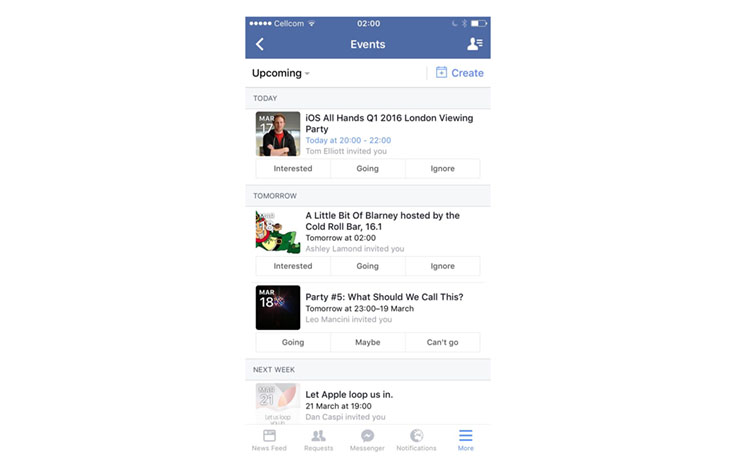 Cellcom 02:00
Events
Upcoming Create
TODAY
MAR
17
iOS All Hands Q1 2016 London Viewing
Party
Today at 20:00 - 22:00
Tom Elliott invited you
Interested Going Ignore
TOMORROW
MAR
A Little Bit Of Blarney hosted by the
Cold Roll Bar, 16.1
Tomorrow at 02:00
Ashley Lamond invited you
Interested Going Ignore
MAR
18
Party #5: What Should We Call This?
Tomorrow at 23:00–19 March
Leo Mancini invited you
Going Maybe Can't go
NEXT WEEK
MAR
21
Let us loop
you in.
Let Apple loop us in.
21 March at 19:00
Dan Caspi invited you
News Feed Requests Messenger Notifications More